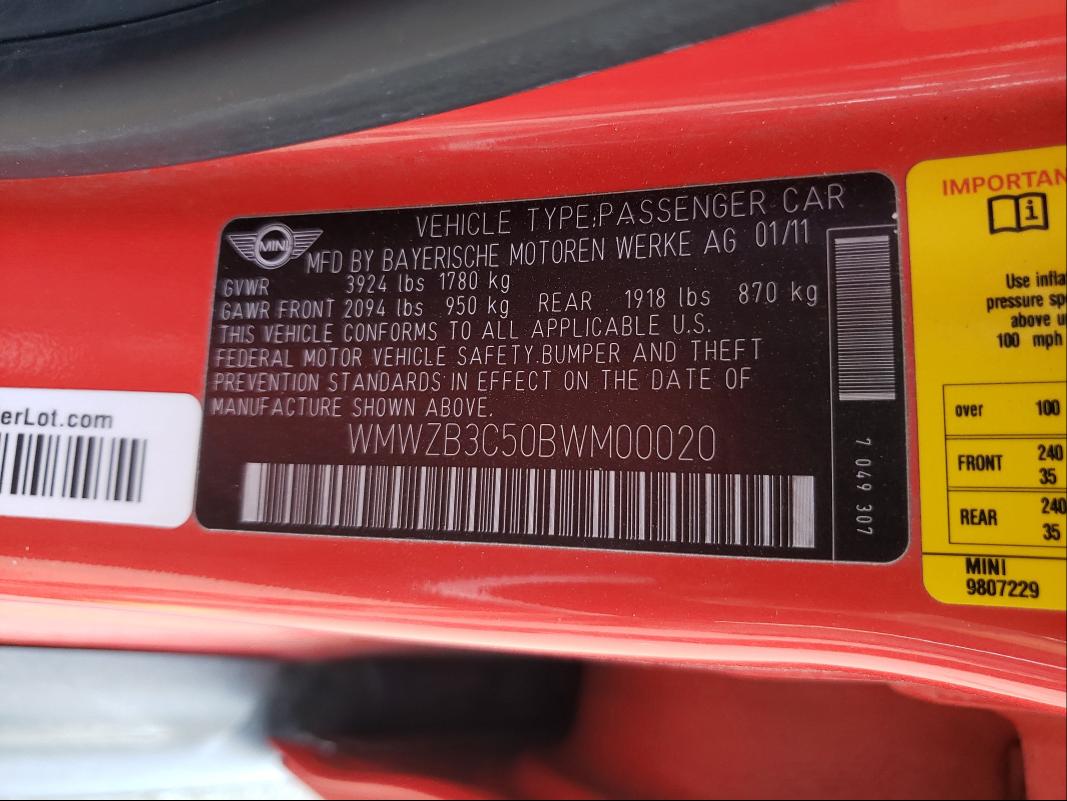 MINI
VEHICLE TYPE:PASSENGER CAR
MFD BY BAYERISCHE MOTOREN WERKE AG 01/11
GVWR 3924 lbs 1780 kg
GAWR FRONT 2094 lbs 950 kg REAR 1918 lbs 870 kg
THIS VEHICLE CONFORMS TO ALL APPLICABLE U.S.
FEDERAL MOTOR VEHICLE SAFETY.BUMPER AND THEFT
PREVENTION STANDARDS IN EFFECT ON THE DATE OF
MANUFACTURE SHOWN ABOVE.
WMWZB3C50BWM00020
7 049 307
erLot.com
IMPORTAN
i
Use infla
pressure sp
above
100 mph
over 100
FRONT 240
35
REAR 240
35
MINI
9807229